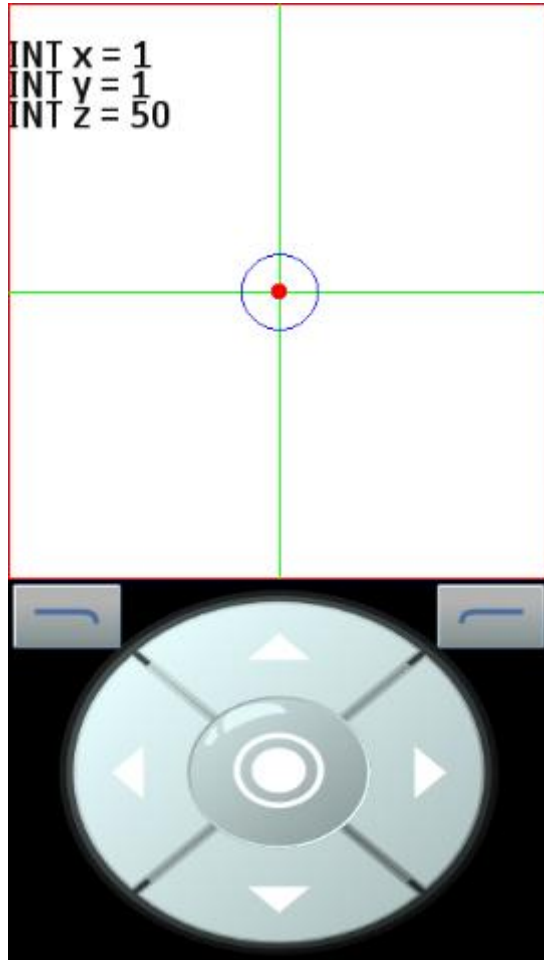 INT x = 1
INT y = 1
INT z = 50